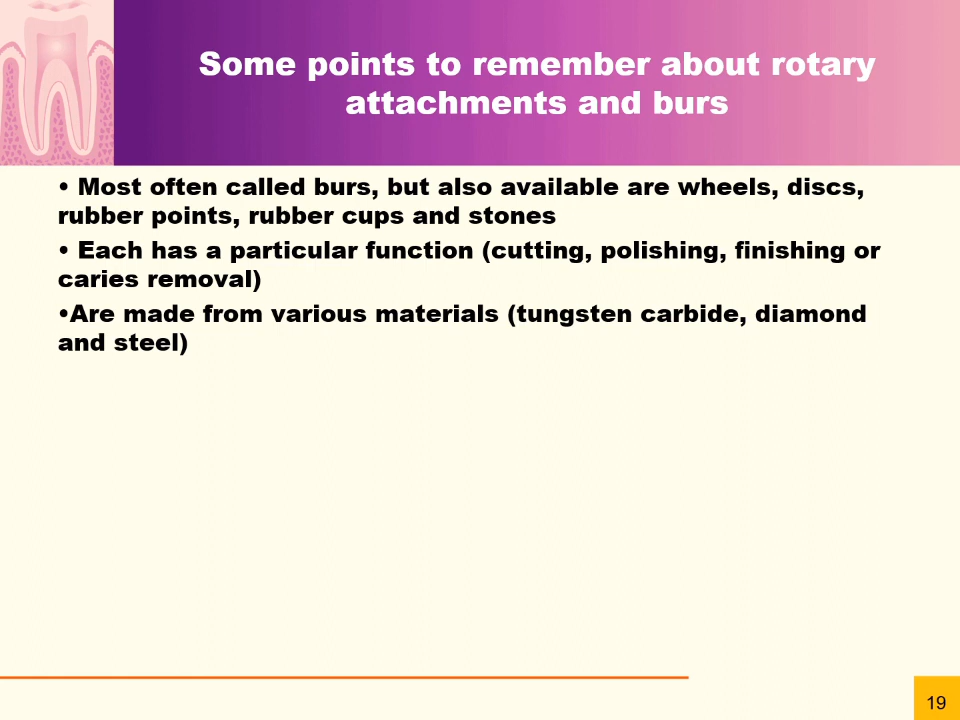 Some points to remember about rotary
attachments and burs
• Most often called burs, but also available are wheels, discs,
rubber points, rubber cups and stones
• Each has a particular function (cutting, polishing, finishing or
caries removal)
•Are made from various materials (tungsten carbide, diamond
and steel)
19